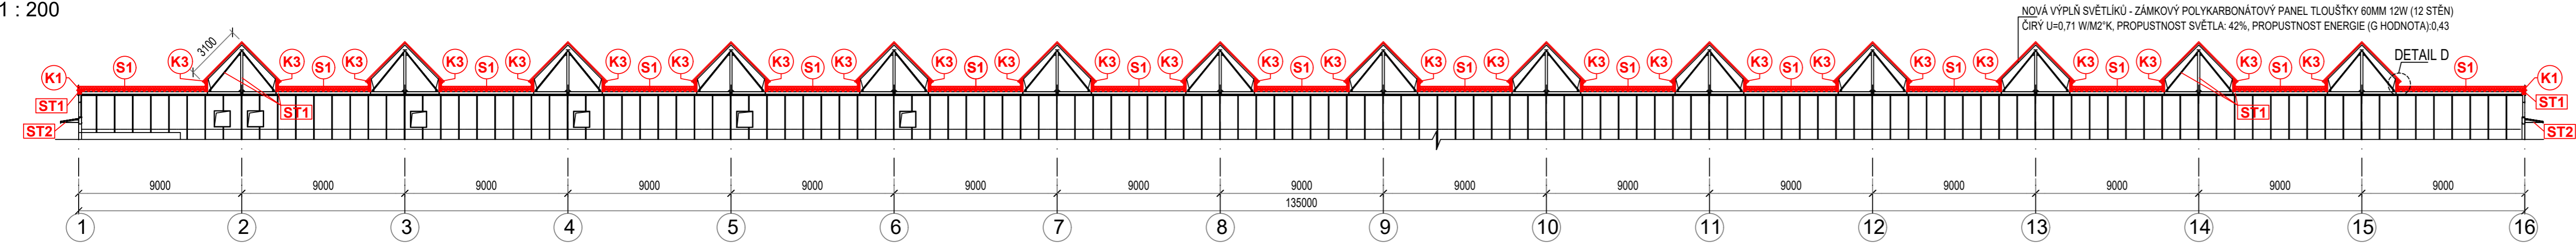 1 : 200
NOVÁ VÝPLŇ SVĚTLÍKŮ - ZÁMKOVÝ POLYKARBONÁTOVÝ PANEL TLOUŠŤKY 60MM 12W (12 STĚN)
ČIRÝ U=0,71 W/M2°K, PROPUSTNOST SVĚTLA: 42%, PROPUSTNOST ENERGIE (G HODNOTA):0,43
3100
DETAIL D
S1 K3 K3 S1 K3 K3 S1 K3 K3 S1 K3 K3 S1 K3 K3 S1 K3 K3 S1 K3 K3 S1 K3 K3 S1 K3 K3 S1 K3 K3 S1 K3 K3 S1 K3 K3 S1 K3 K3 S1 K3 S1
K1 K1
ST1 ST1
ST1 ST1
ST2 ST2
9000 9000 9000 9000 9000 9000 9000 9000 9000 9000 9000 9000 9000 9000 9000
135000
1 2 3 4 5 6 7 8 9 10 11 12 13 14 15 16